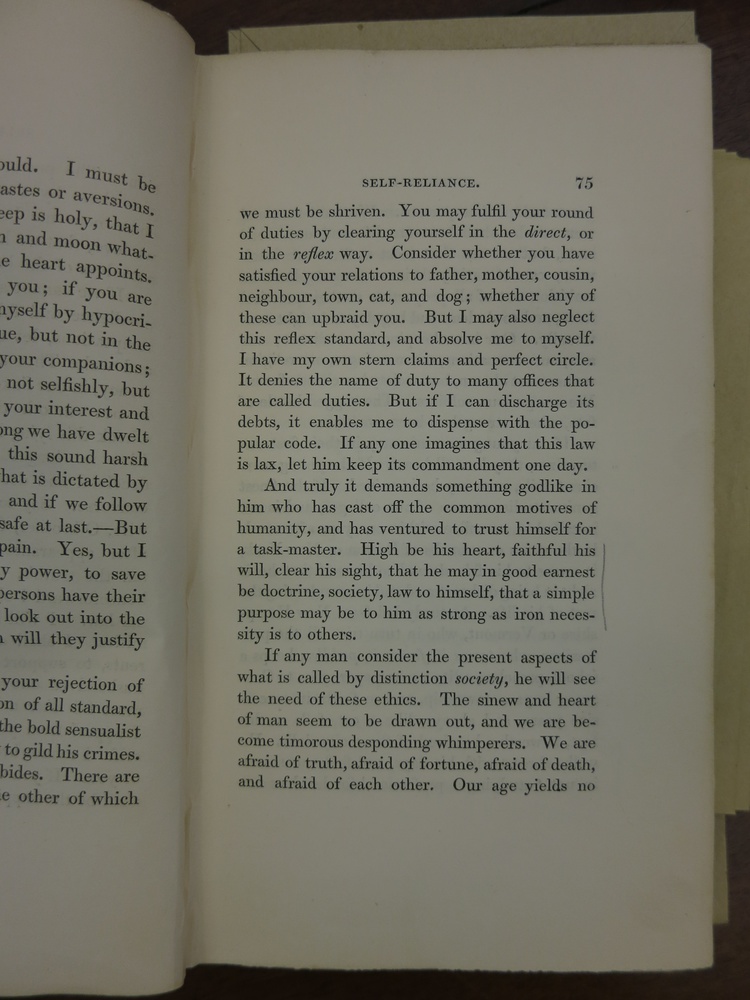 I must be
or aversions.
is holy, that I
and moon what-
heart appoints.
you; if you are
by hypocri-
but not in the
your companions;
not selfishly, but
your interest and
we have dwelt
this sound harsh
is dictated by
and if we follow
safe at last.—But
pain. Yes, but I
power, to save
persons have their
look out into the
will they justify
your rejection of
of all standard,
the bold sensualist
to gild his crimes.
There are
other of which
SELF-RELIANCE. 75
we must be shriven. You may fulfil your round
of duties by clearing yourself in the direct, or
in the reflex way. Consider whether you have
satisfied your relations to father, mother, cousin,
neighbour, town, cat, and dog; whether any of
these can upbraid you. But I may also neglect
this reflex standard, and absolve me to myself.
I have my own stern claims and perfect circle.
It denies the name of duty to many offices that
are called duties. But if I can discharge its
debts, it enables me to dispense with the po-
pular code. If any one imagines that this law
is lax, let him keep its commandment one day.
And truly it demands something godlike in
him who has cast off the common motives of
humanity, and has ventured to trust himself for
a task-master. High be his heart, faithful his
will, clear his sight, that he may in good earnest
be doctrine, society, law to himself, that a simple
purpose may be to him as strong as iron neces-
sity is to others.
If any man consider the present aspects of
what is called by distinction society, he will see
the need of these ethics. The sinew and heart
of man seem to be drawn out, and we are be-
come timorous desponding whimperers. We are
afraid of truth, afraid of fortune, afraid of death,
and afraid of each other. Our age yields no